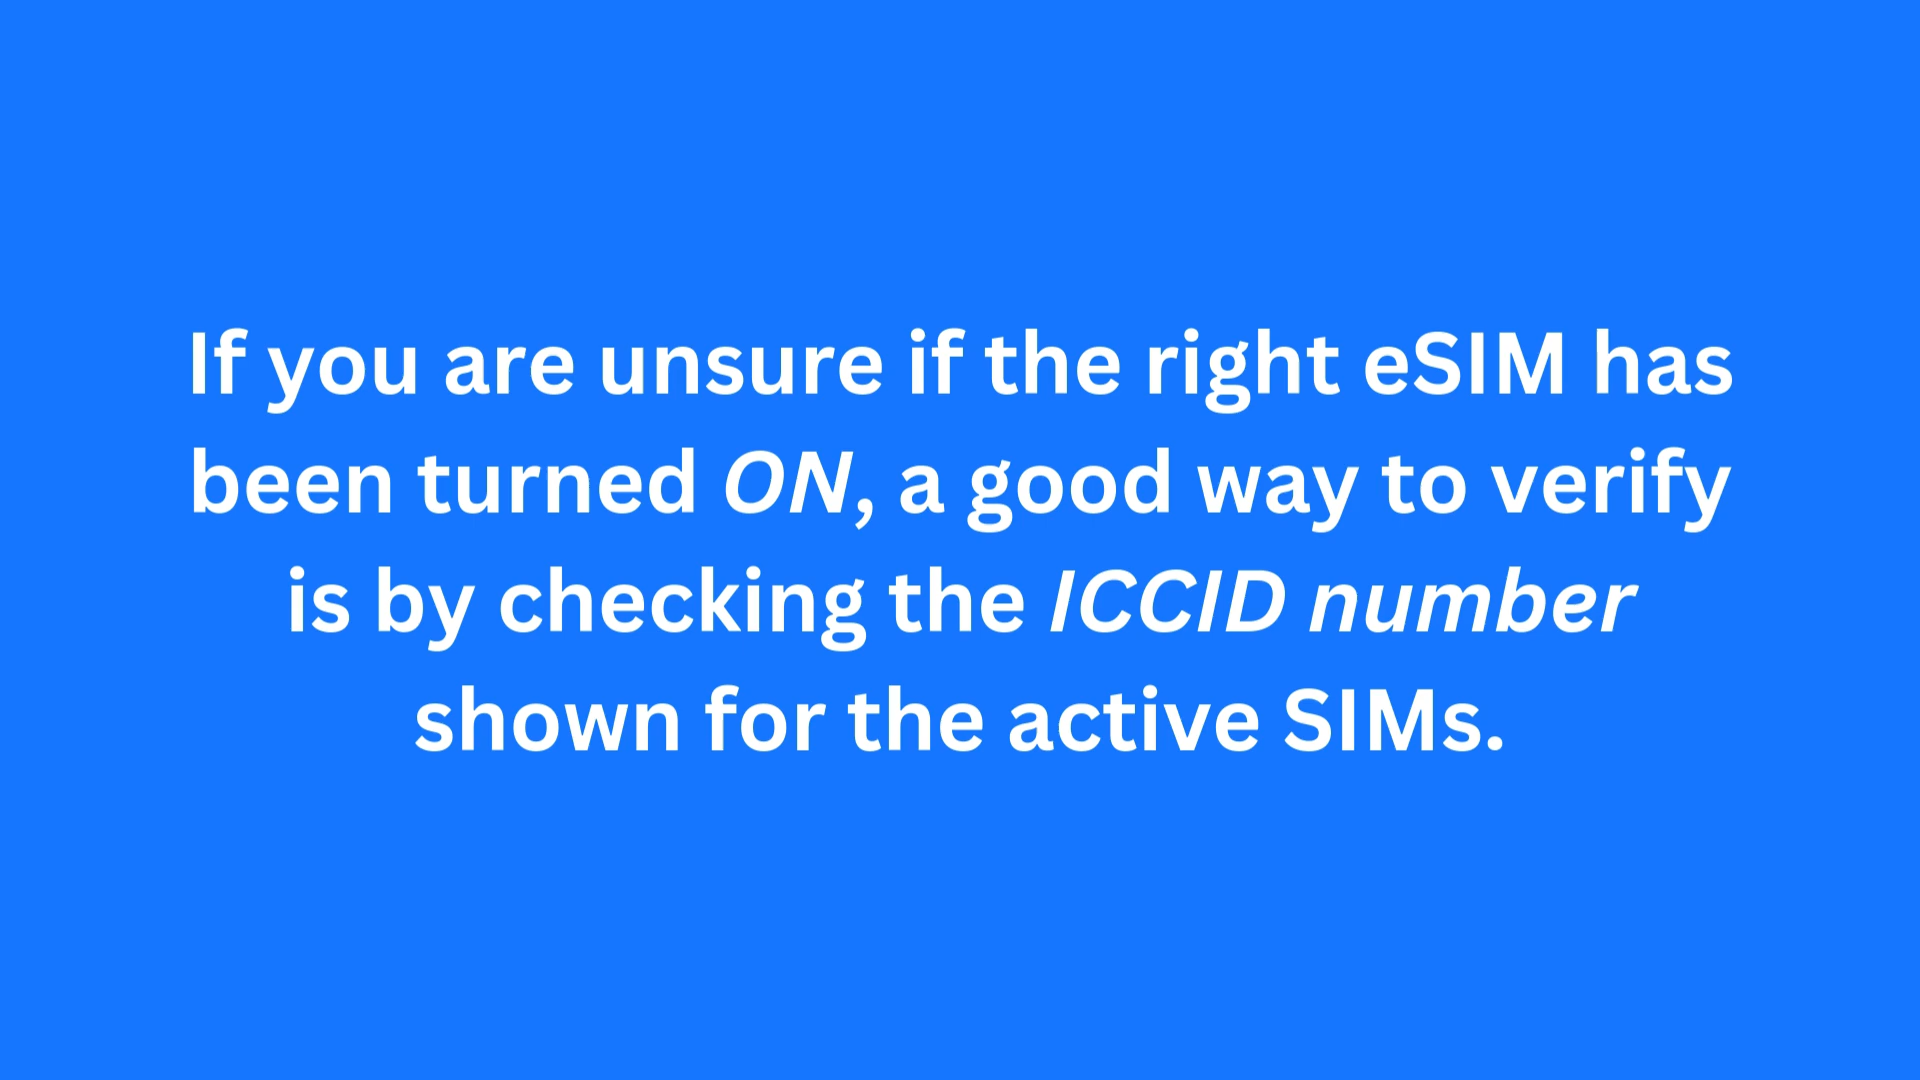 If you are unsure if the right eSIM has
been turned ON, a good way to verify
is by checking the ICCID number
shown for the active SIMs.